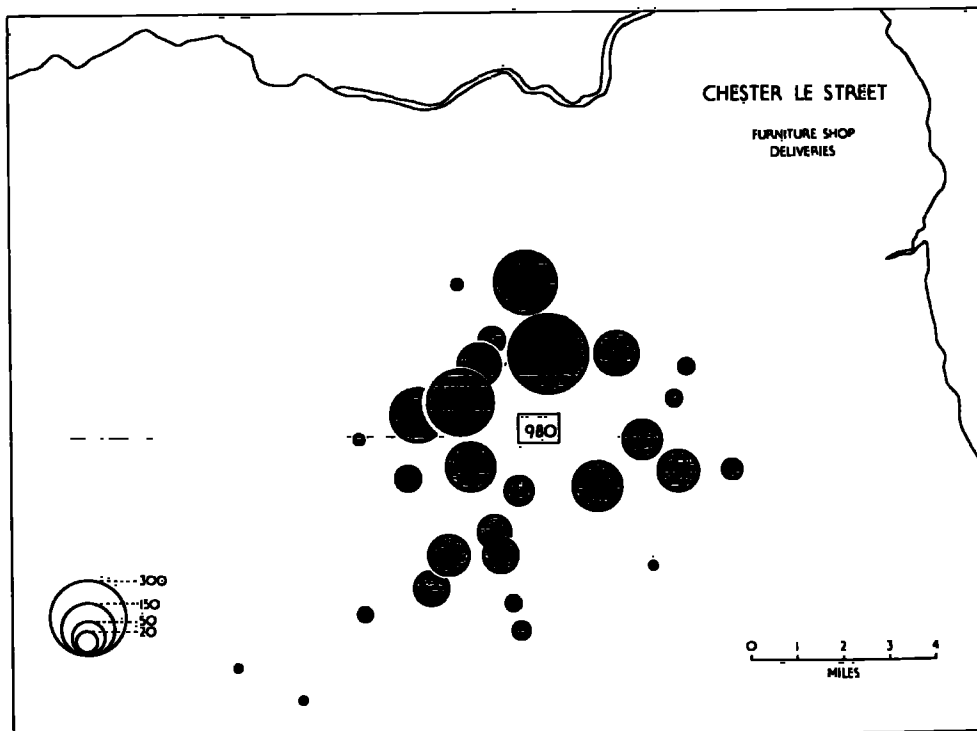 CHESTER LE STREET
FURNITURE SHOP
DELIVERIES
980
300
150
50
20
0 1 2 3 4
MILES